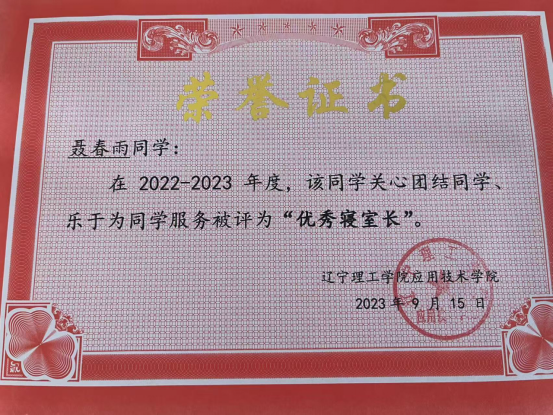 荣誉证书
聂春雨同学：
在 2022-2023 年度，该同学关心团结同学、
乐于为同学服务被评为“优秀寝室长”。
辽宁理工学院应用技术学院
2023 年 9 月 15 日